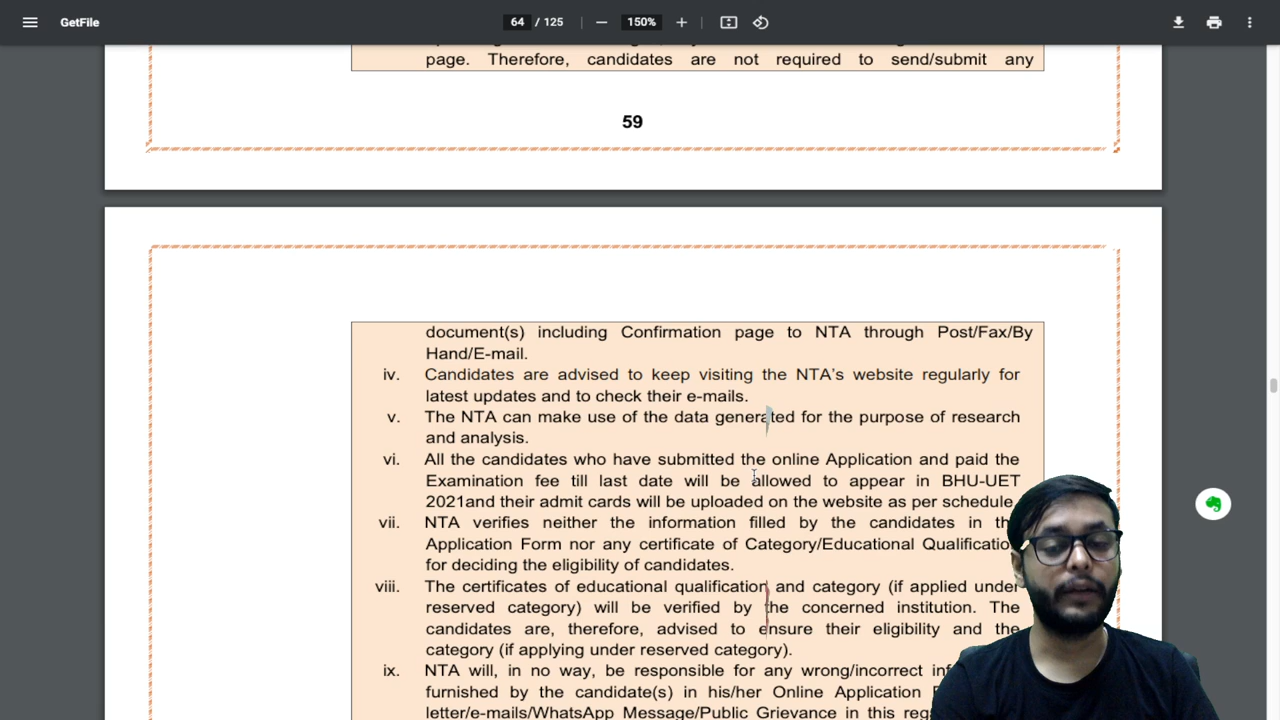 GetFile
64 / 125
150%
page. Therefore, candidates are not required to send/submit any
59
document(s) including Confirmation page to NTA through Post/Fax/By
Hand/E-mail.
iv. Candidates are advised to keep visiting the NTA's website regularly for
latest updates and to check their e-mails.
v. The NTA can make use of the data generated for the purpose of research
and analysis.
vi. All the candidates who have submitted the online Application and paid the
Examination fee till last date will be allowed to appear in BHU-UET
2021and their admit cards will be uploaded on the website as per schedule
vii. NTA verifies neither the information filled by the candidates in the
Application Form nor any certificate of Category/Educational Qualification
for deciding the eligibility of candidates.
viii. The certificates of educational qualification and category (if applied under
reserved category) will be verified by the concerned institution. The
candidates are, therefore, advised to ensure their eligibility and the
category (if applying under reserved category).
ix. NTA will, in no way, be responsible for any wrong/incorrect
furnished by the candidate(s) in his/her Online Application
letter/e-mails/WhatsApp Message/Public Grievance in this